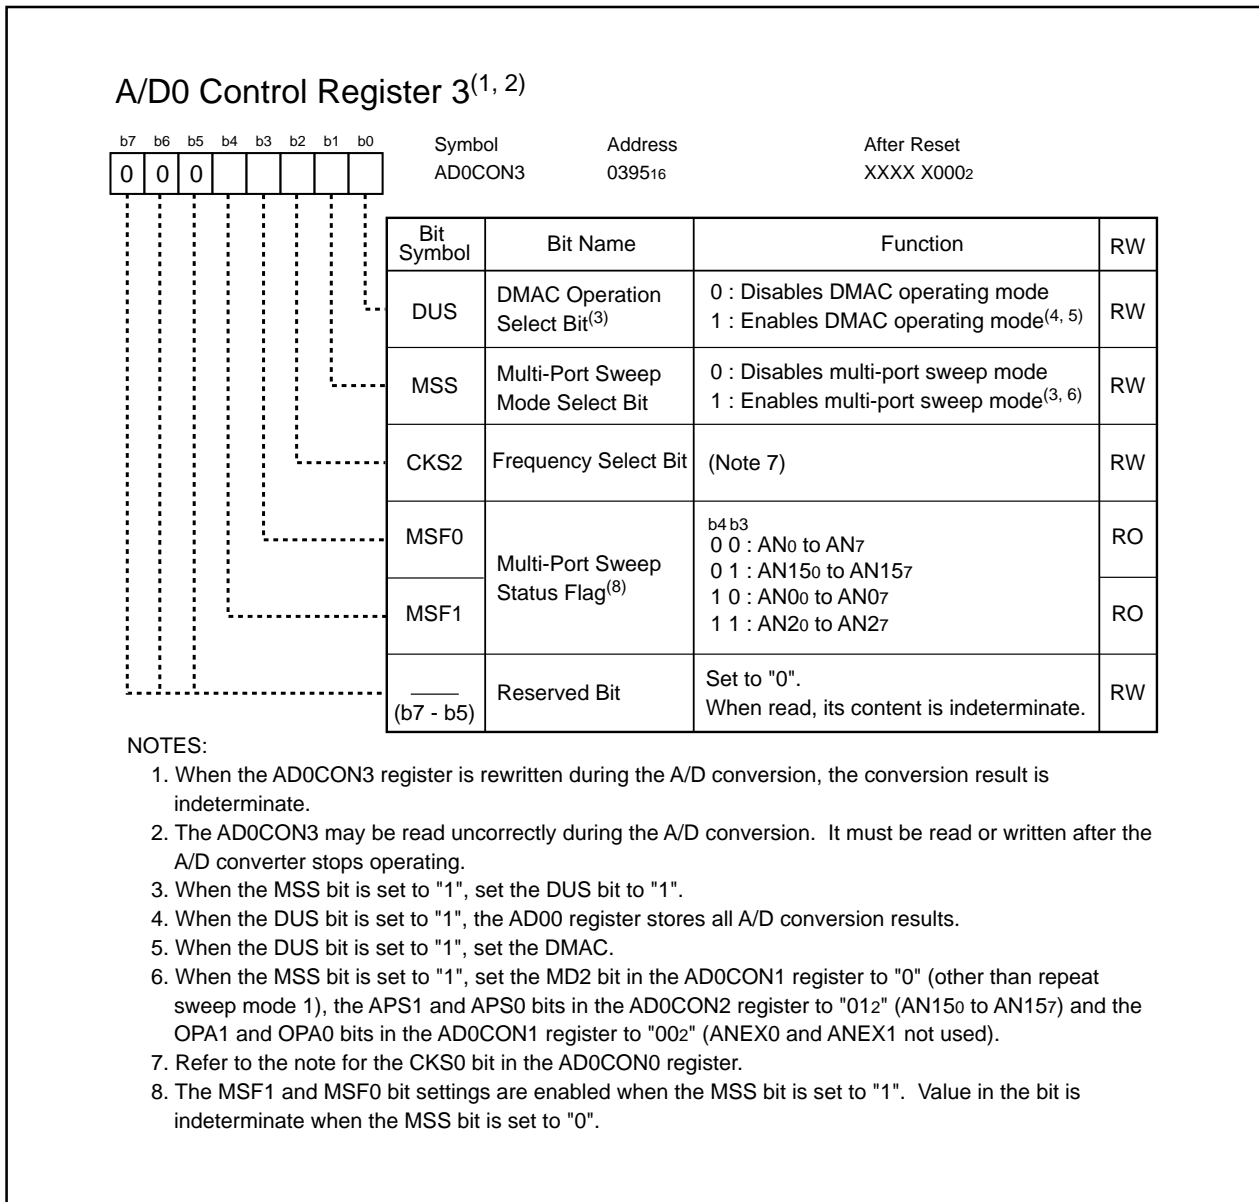 A/D0 Control Register 3(1, 2)
b7 b6 b5 b4 b3 b2 b1 b0
0 0 0
Symbol Address After Reset
AD0CON3 039516 XXXX X0002
Bit Symbol Bit Name Function RW
DUS DMAC Operation Select Bit(3) 0 : Disables DMAC operating mode
1 : Enables DMAC operating mode(4, 5) RW
MSS Multi-Port Sweep Mode Select Bit 0 : Disables multi-port sweep mode
1 : Enables multi-port sweep mode(3, 6) RW
CKS2 Frequency Select Bit (Note 7) RW
MSF0 RO
MSF1 RO
Multi-Port Sweep
Status Flag(8)
b4 b3
0 0 : AN0 to AN7
0 1 : AN150 to AN157
1 0 : AN00 to AN07
1 1 : AN20 to AN27
(b7 - b5) Reserved Bit Set to "0".
When read, its content is indeterminate. RW
NOTES:
1. When the AD0CON3 register is rewritten during the A/D conversion, the conversion result is
indeterminate.
2. The AD0CON3 may be read uncorrectly during the A/D conversion. It must be read or written after the
A/D converter stops operating.
3. When the MSS bit is set to "1", set the DUS bit to "1".
4. When the DUS bit is set to "1", the AD00 register stores all A/D conversion results.
5. When the DUS bit is set to "1", set the DMAC.
6. When the MSS bit is set to "1", set the MD2 bit in the AD0CON1 register to "0" (other than repeat
sweep mode 1), the APS1 and APS0 bits in the AD0CON2 register to "012" (AN150 to AN157) and the
OPA1 and OPA0 bits in the AD0CON1 register to "002" (ANEX0 and ANEX1 not used).
7. Refer to the note for the CKS0 bit in the AD0CON0 register.
8. The MSF1 and MSF0 bit settings are enabled when the MSS bit is set to "1". Value in the bit is
indeterminate when the MSS bit is set to "0".